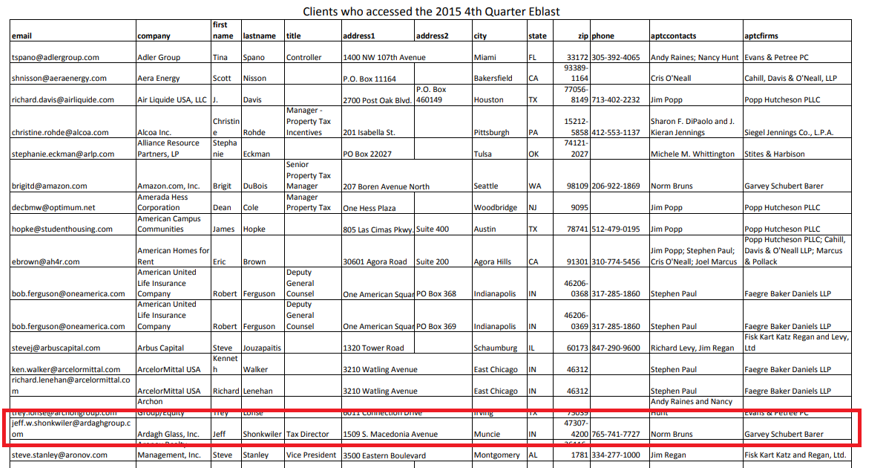 Clients who accessed the 2015 4th Quarter Eblast
email company first name lastname title address1 address2 city state zip phone aptccontacts aptcfirms
tspano@adlergroup.com Adler Group Tina Spano Controller 1400 NW 107th Avenue Miami FL 33172 305-392-4065 Andy Raines; Nancy Hunt Evans & Petree PC
shnisson@aeraenergy.com Aera Energy Scott Nisson P.O. Box 11164 Bakersfield CA 93389-1164 Cris O'Neall Cahill, Davis & O'Neall, LLP
richard.davis@airliquide.com Air Liquide USA, LLC J. Davis 2700 Post Oak Blvd. P.O. Box 460149 Houston TX 77056-8149 713-402-2232 Jim Popp Popp Hutcheson PLLC
christine.rohde@alcoa.com Alcoa Inc. Christine Rohde Manager - Property Tax Incentives 201 Isabella St. Pittsburgh PA 15212-5858 412-553-1137 Sharon F. DiPaolo and J. Kieran Jennings Siegel Jennings Co., L.P.A.
stephanie.eckman@arlp.com Alliance Resource Partners, LP Stephanie Eckman PO Box 22027 Tulsa OK 74121-2027 Michele M. Whittington Stites & Harbison
brigitd@amazon.com Amazon.com, Inc. Brigit DuBois Senior Property Tax Manager 207 Boren Avenue North Seattle WA 98109 206-922-1869 Norm Bruns Garvey Schubert Barer
decbmw@optimum.net Amerada Hess Corporation Dean Cole Manager Property Tax One Hess Plaza Woodbridge NJ 9095 Jim Popp Popp Hutcheson PLLC
hopke@studenthousing.com American Campus Communities James Hopke 805 Las Cimas Pkwy. Suite 400 Austin TX 78741 512-479-0195 Jim Popp Popp Hutcheson PLLC
ebrown@ah4r.com American Homes for Rent Eric Brown 30601 Agora Road Suite 200 Agora Hills CA 91301 310-774-5456 Jim Popp; Stephen Paul; Cris O'Neall; Joel Marcus Popp Hutcheson PLLC; Cahill, Davis & O'Neall LLP; Marcus & Pollack
bob.ferguson@oneamerica.com American United Life Insurance Company Robert Ferguson Deputy General Counsel One American Squar PO Box 368 Indianapolis IN 46206-0368 317-285-1860 Stephen Paul Faegre Baker Daniels LLP
bob.ferguson@oneamerica.com American United Life Insurance Company Robert Ferguson Deputy General Counsel One American Squar PO Box 369 Indianapolis IN 46206-0369 317-285-1860 Stephen Paul Faegre Baker Daniels LLP
stevej@arbuscapital.com Arbus Capital Steve Jouzapaitis 1320 Tower Road Schaumburg IL 60173 847-290-9600 Richard Levy, Jim Regan Fisk Kart Katz Regan and Levy, Ltd
ken.walker@arcelormittal.com ArcelorMittal USA Kenneth Walker 3210 Watling Avenue East Chicago IN 46312 Stephen Paul Faegre Baker Daniels LLP
richard.lenehan@arcelormittal.com ArcelorMittal USA Richard Lenehan 3210 Watling Avenue East Chicago IN 46312 Stephen Paul Faegre Baker Daniels LLP
trey.lohse@archongroup.com Archon Group/Equity Trey Lohse 6011 Connection Drive Irving TX 75039 Andy Raines and Nancy Hunt Evans & Petree PC
jeff.w.shonkwiler@ardaghgroup.com Ardagh Glass, Inc. Jeff Shonkwiler Tax Director 1509 S. Macedonia Avenue Muncie IN 47307-4200 765-741-7727 Norm Bruns Garvey Schubert Barer
steve.stanley@aronov.com Management, Inc. Steve Stanley Vice President 3500 Eastern Boulevard Montgomery AL 1781 334-277-1000 Jim Regan Fisk Kart Katz and Regan, Ltd.